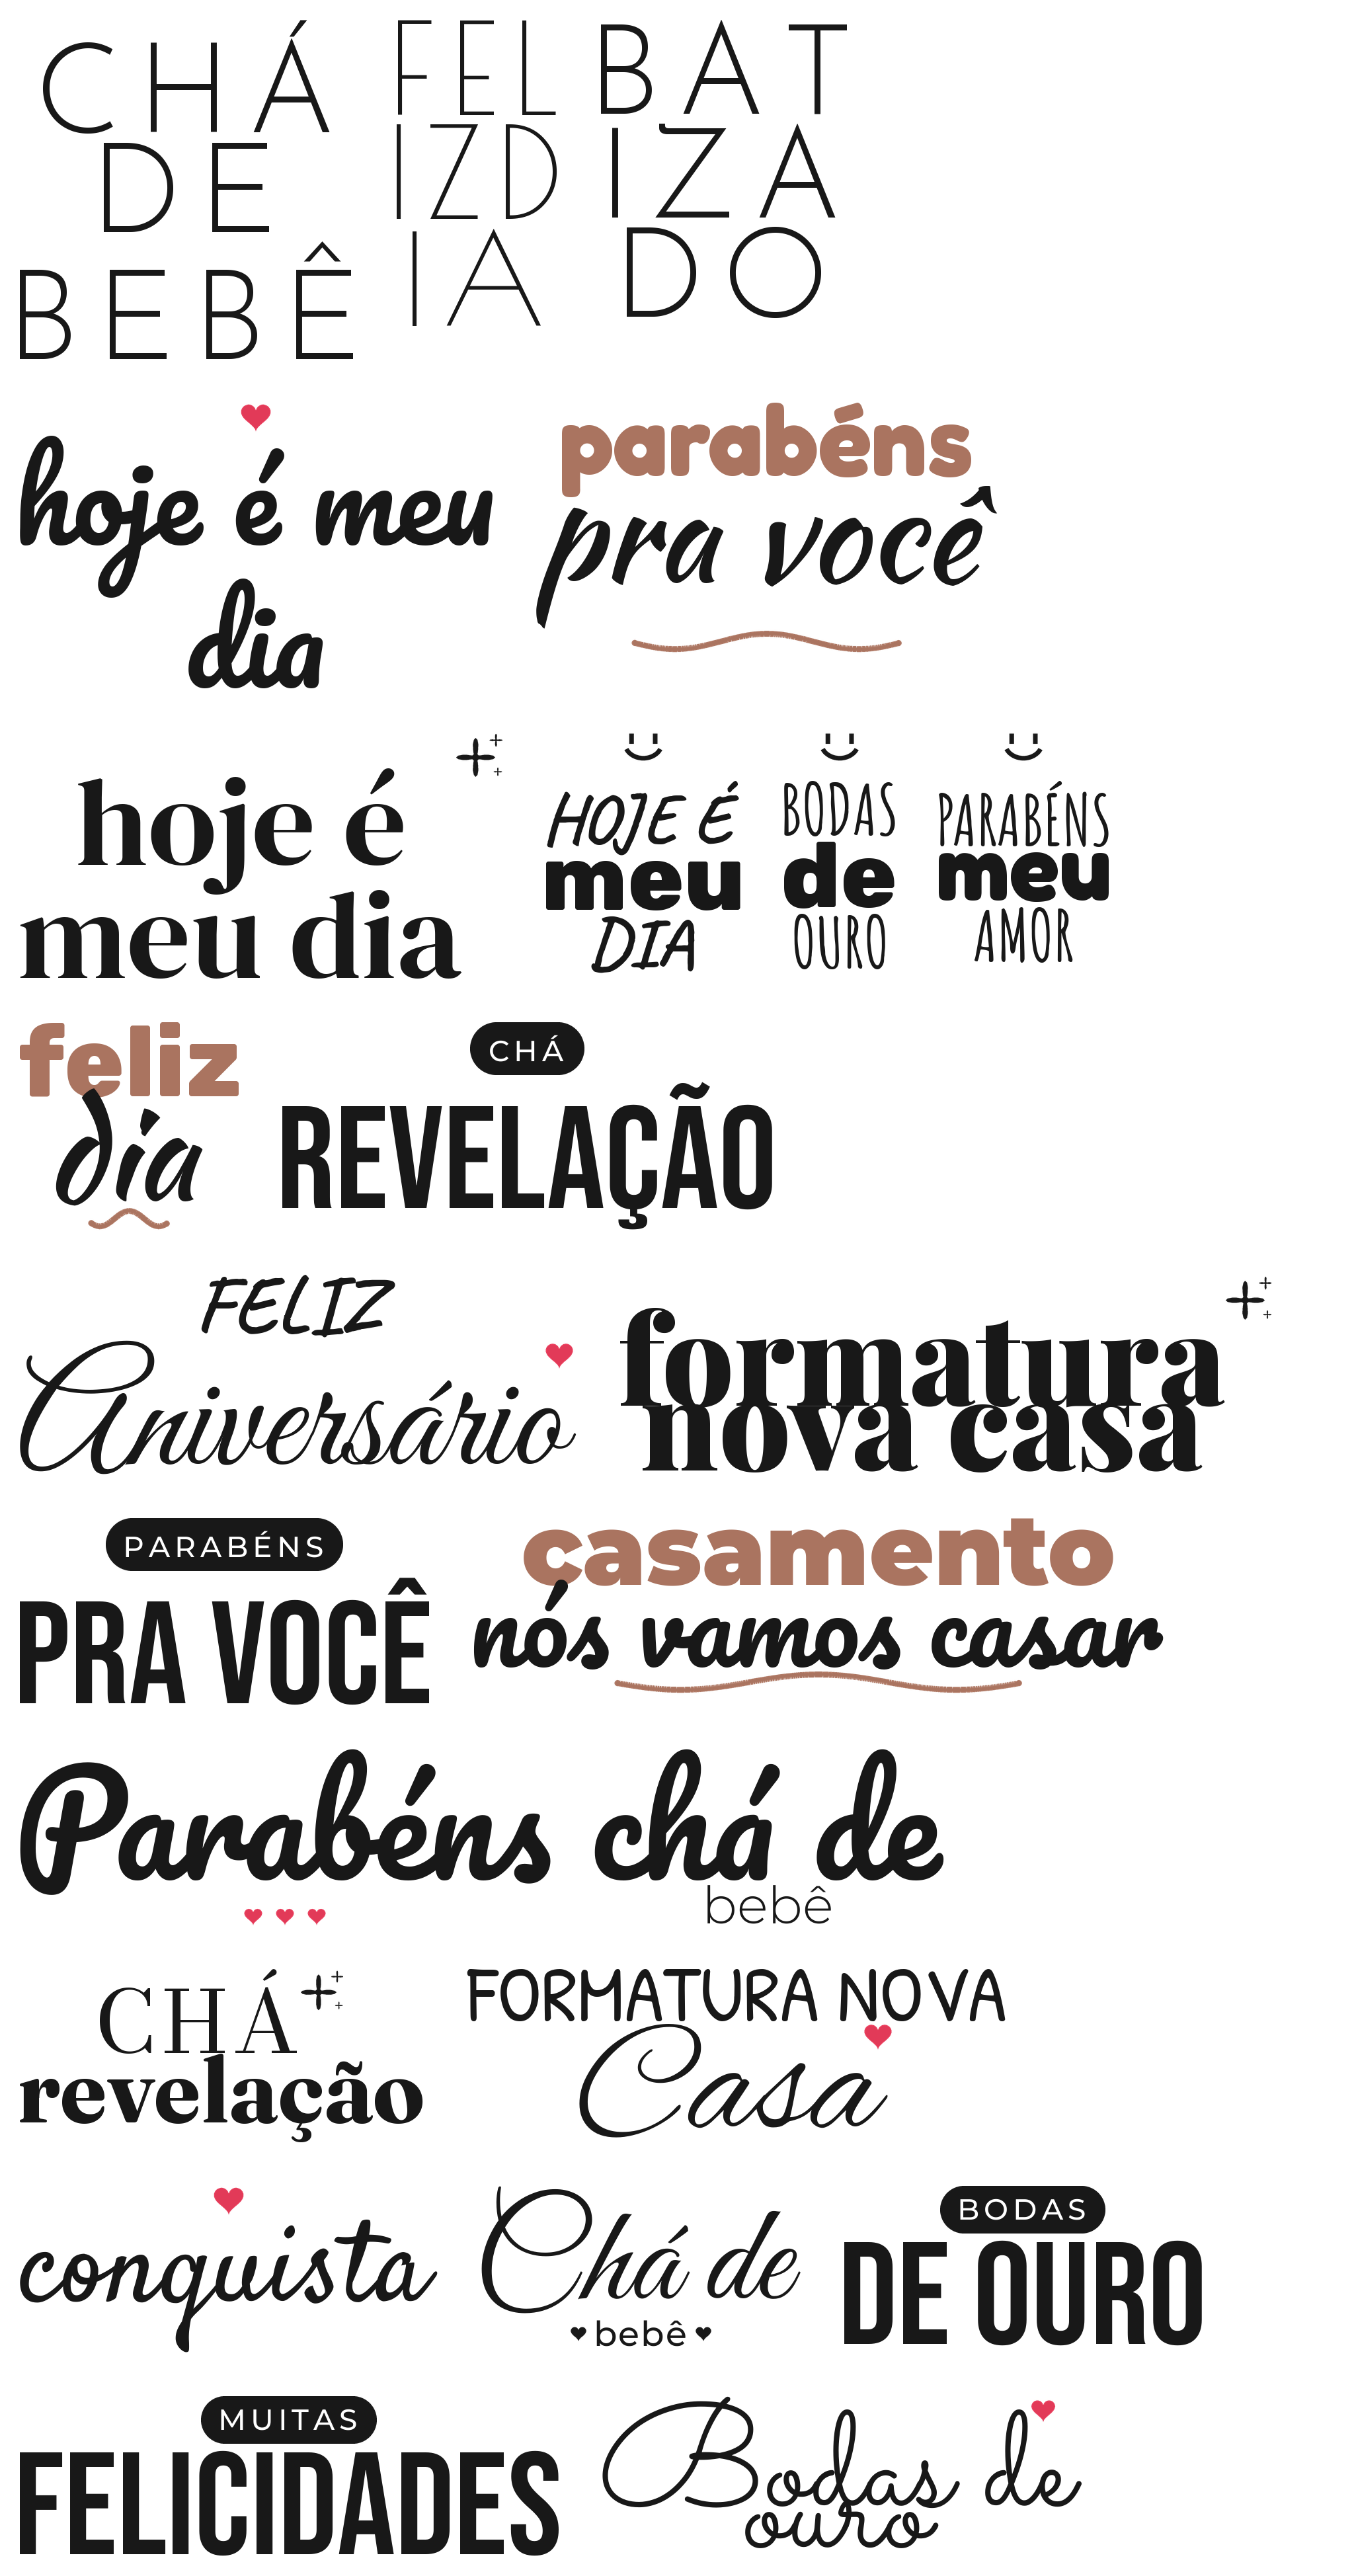 CHÁ
DE
BEBÊ
FEL
IZD
IA
BAT
IZA
DO
hoje é meu
dia
parabéns
pra você
hoje é
meu dia
HOJE É
meu
DIA
BODAS
de
OURO
PARABÉNS
meu
AMOR
feliz
dia
CHÁ
REVELAÇÃO
FELIZ
Aniversário
formatura
nova casa
PARABÉNS
PRA VOCÊ
casamento
nós vamos casar
Parabéns
chá de
bebê
CHÁ
revelação
FORMATURA NOVA
Casa
conquista
Chá de
bebê
BODAS
DE OURO
MUITAS
FELICIDADES
Bodas de
ouro